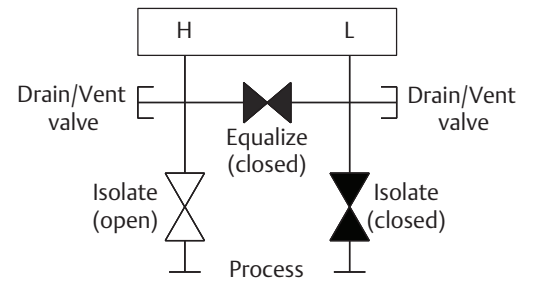 H L
Drain/Vent
valve
Drain/Vent
valve
Equalize
(closed)
Isolate
(open)
Isolate
(closed)
Process